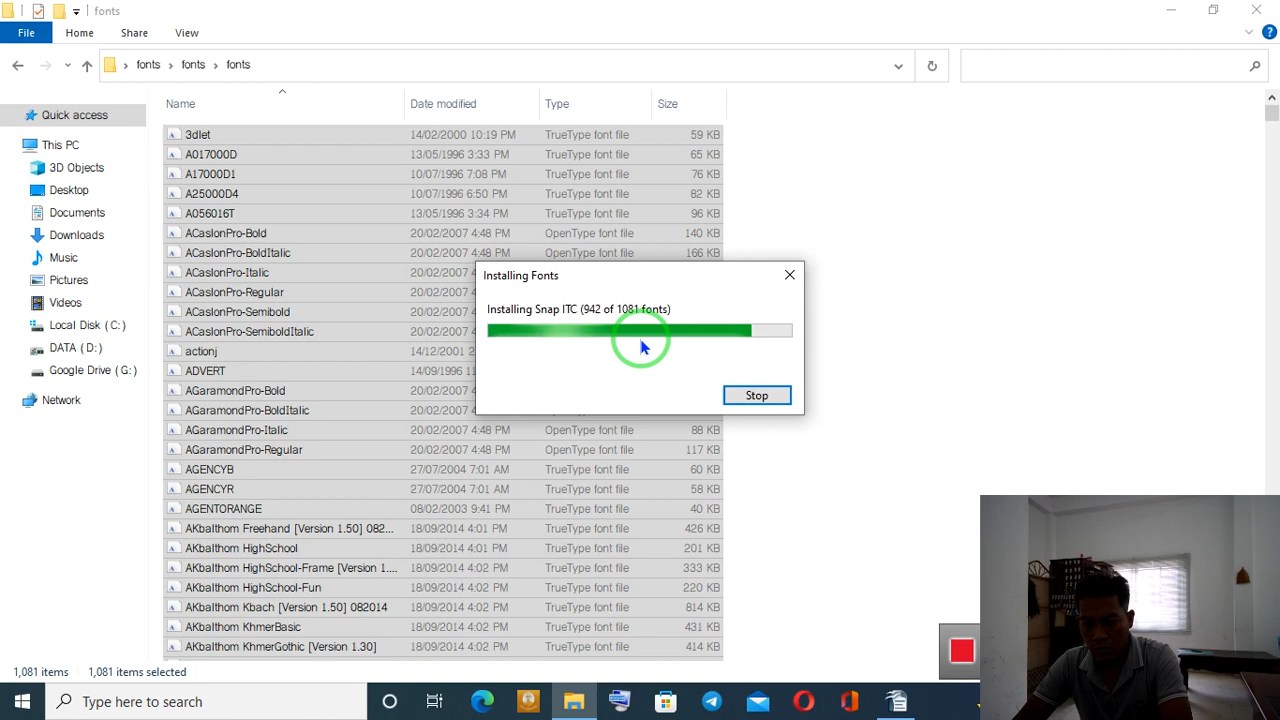 fonts
File Home Share View
fonts fonts fonts
Quick access
This PC
3D Objects
Desktop
Documents
Downloads
Music
Pictures
Videos
Local Disk (C:)
DATA (D:)
Google Drive (G:)
Network
Name Date modified Type Size
3dlet 14/02/2000 10:19 PM TrueType font file 59 KB
A017000D 13/05/1996 3:33 PM TrueType font file 65 KB
A17000D1 10/07/1996 7:08 PM TrueType font file 76 KB
A25000D4 10/07/1996 6:50 PM TrueType font file 82 KB
A056016T 13/05/1996 3:34 PM TrueType font file 96 KB
ACaslonPro-Bold 20/02/2007 4:48 PM OpenType font file 140 KB
ACaslonPro-BoldItalic 20/02/2007 4:48 PM OpenType font file 166 KB
ACaslonPro-Italic 20/02/2007
ACaslonPro-Regular 20/02/2007
ACaslonPro-Semibold 20/02/2007
ACaslonPro-SemiboldItalic 20/02/2007
actionj 14/12/2001
ADVERT 14/09/1996
AGaramondPro-Bold 20/02/2007
AGaramondPro-BoldItalic 20/02/2007
AGaramondPro-Italic 20/02/2007 4:48 PM OpenType font file 88 KB
AGaramondPro-Regular 20/02/2007 4:48 PM OpenType font file 117 KB
AGENCYB 27/07/2004 7:01 AM TrueType font file 60 KB
AGENCYR 27/07/2004 7:01 AM TrueType font file 58 KB
AGENTORANGE 08/02/2003 9:41 PM TrueType font file 40 KB
AKbalthom Freehand [Version 1.50] 082... 18/09/2014 4:01 PM TrueType font file 426 KB
AKbalthom HighSchool 18/09/2014 4:01 PM TrueType font file 201 KB
AKbalthom HighSchool-Frame [Version 1.... 18/09/2014 4:02 PM TrueType font file 333 KB
AKbalthom HighSchool-Fun 18/09/2014 4:02 PM TrueType font file 220 KB
AKbalthom Kbach [Version 1.50] 082014 18/09/2014 4:02 PM TrueType font file 814 KB
AKbalthom KhmerBasic 18/09/2014 4:02 PM TrueType font file 431 KB
AKbalthom KhmerGothic [Version 1.30] 18/09/2014 4:02 PM TrueType font file 414 KB
Installing Fonts
Installing Snap ITC (942 of 1081 fonts)
Stop
1,081 items 1,081 items selected
Type here to search